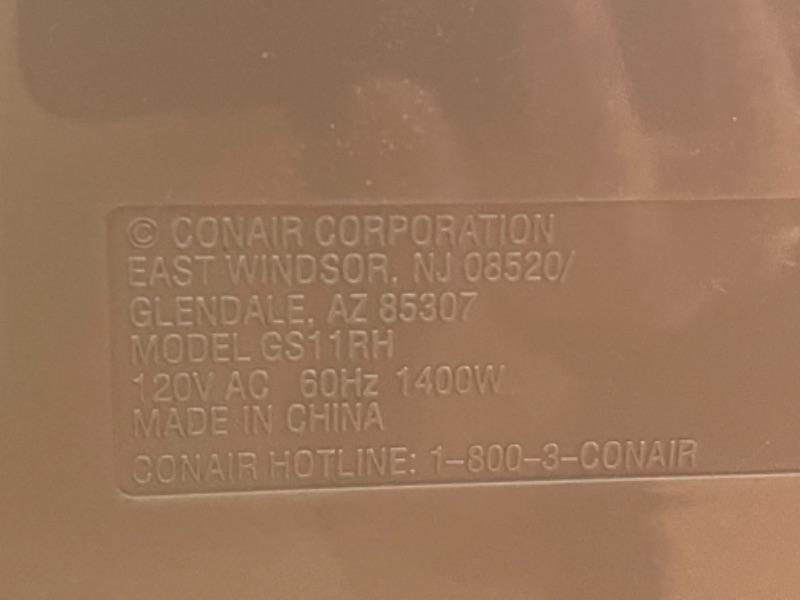 © CONAIR CORPORATION
EAST WINDSOR, NJ 08520/
GLENDALE, AZ 85307
MODEL GS11RH
120V AC 60Hz 1400W
MADE IN CHINA
CONAIR HOTLINE: 1-800-3-CONAIR